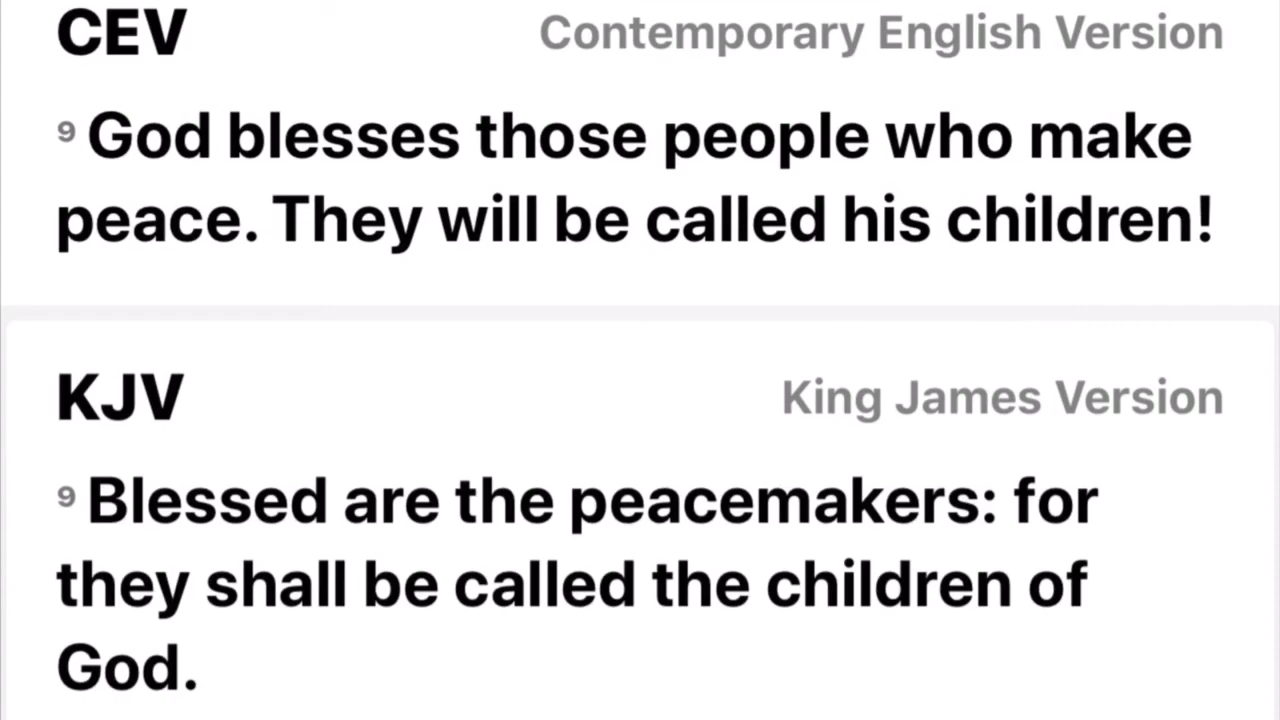 CEV Contemporary English Version
9 God blesses those people who make
peace. They will be called his children!
KJV King James Version
9 Blessed are the peacemakers: for
they shall be called the children of
God.